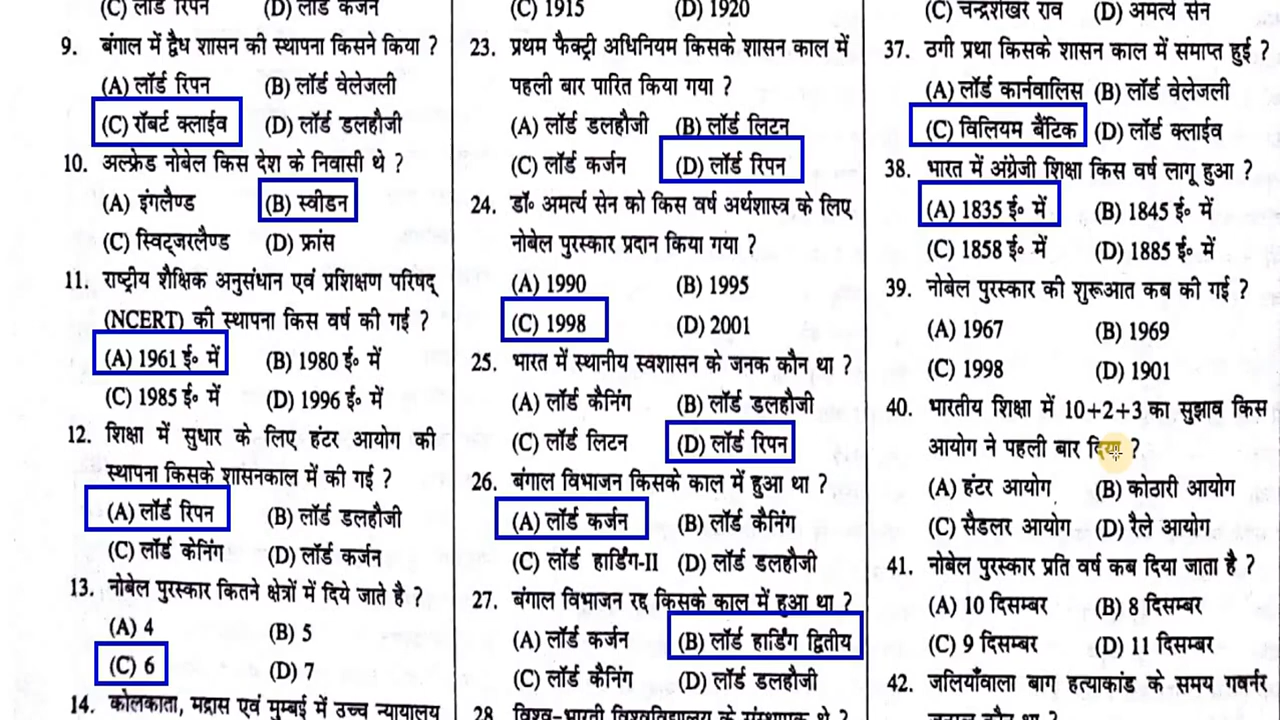 (C) लॉर्ड रिपन (D) लॉर्ड कर्जन
9. बंगाल में द्वैध शासन की स्थापना किसने किया ?
(A) लॉर्ड रिपन (B) लॉर्ड वेलेजली
(C) रॉबर्ट क्लाईव (D) लॉर्ड डलहौजी
10. अल्फ्रेड नोबेल किस देश के निवासी थे ?
(A) इंगलैण्ड (B) स्वीडन
(C) स्विट्जरलैण्ड (D) फ्रांस
11. राष्ट्रीय शैक्षिक अनुसंधान एवं प्रशिक्षण परिषद्
(NCERT) की स्थापना किस वर्ष की गई ?
(A) 1961 ई॰ में (B) 1980 ई॰ में
(C) 1985 ई॰ में (D) 1996 ई॰ में
12. शिक्षा में सुधार के लिए हंटर आयोग की
स्थापना किसके शासनकाल में की गई ?
(A) लॉर्ड रिपन (B) लॉर्ड डलहौजी
(C) लॉर्ड केनिंग (D) लॉर्ड कर्जन
13. नोबेल पुरस्कार कितने क्षेत्रों में दिये जाते है ?
(A) 4 (B) 5
(C) 6 (D) 7
14. कोलकाता, मद्रास एवं मुम्बई में उच्च न्यायालय
(C) 1915 (D) 1920
23. प्रथम फैक्ट्री अधिनियम किसके शासन काल में
पहली बार पारित किया गया ?
(A) लॉर्ड डलहौजी (B) लॉर्ड लिटन
(C) लॉर्ड कर्जन (D) लॉर्ड रिपन
24. डॉ॰ अमर्त्य सेन को किस वर्ष अर्थशास्त्र के लिए
नोबेल पुरस्कार प्रदान किया गया ?
(A) 1990 (B) 1995
(C) 1998 (D) 2001
25. भारत में स्थानीय स्वशासन के जनक कौन था ?
(A) लॉर्ड कैनिंग (B) लॉर्ड डलहौजी
(C) लॉर्ड लिटन (D) लॉर्ड रिपन
26. बंगाल विभाजन किसके काल में हुआ था ?
(A) लॉर्ड कर्जन (B) लॉर्ड कैनिंग
(C) लॉर्ड हार्डिंग-II (D) लॉर्ड डलहौजी
27. बंगाल विभाजन रद्द किसके काल में हुआ था ?
(A) लॉर्ड कर्जन (B) लॉर्ड हार्डिंग द्वितीय
(C) लॉर्ड कैनिंग (D) लॉर्ड डलहौजी
28. विश्व-भारती विश्वविद्यालय के संस्थापक थे ?
(C) चन्द्रशेखर राव (D) अमर्त्य सेन
37. ठगी प्रथा किसके शासन काल में समाप्त हुई ?
(A) लॉर्ड कार्नवालिस (B) लॉर्ड वेलेजली
(C) विलियम बैंटिक (D) लॉर्ड क्लाईव
38. भारत में अंग्रेजी शिक्षा किस वर्ष लागू हुआ ?
(A) 1835 ई॰ में (B) 1845 ई॰ में
(C) 1858 ई॰ में (D) 1885 ई॰ में
39. नोबेल पुरस्कार की शुरूआत कब की गई ?
(A) 1967 (B) 1969
(C) 1998 (D) 1901
40. भारतीय शिक्षा में 10+2+3 का सुझाव किस
आयोग ने पहली बार दिया ?
(A) हंटर आयोग (B) कोठारी आयोग
(C) सैडलर आयोग (D) रैले आयोग
41. नोबेल पुरस्कार प्रति वर्ष कब दिया जाता है ?
(A) 10 दिसम्बर (B) 8 दिसम्बर
(C) 9 दिसम्बर (D) 11 दिसम्बर
42. जलियाँवाला बाग हत्याकांड के समय गवर्नर
जनरल कौन था ?